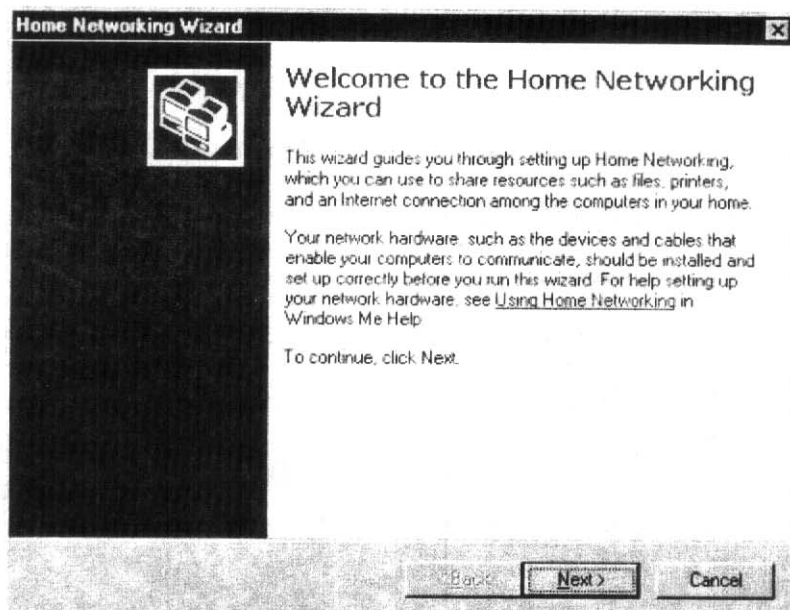 Home Networking Wizard
Welcome to the Home Networking
Wizard
This wizard guides you through setting up Home Networking,
which you can use to share resources such as files, printers,
and an Internet connection among the computers in your home.
Your network hardware, such as the devices and cables that
enable your computers to communicate, should be installed and
set up correctly before you run this wizard. For help setting up
your network hardware, see Using Home Networking in
Windows Me Help
To continue, click Next.
Back
Next >
Cancel